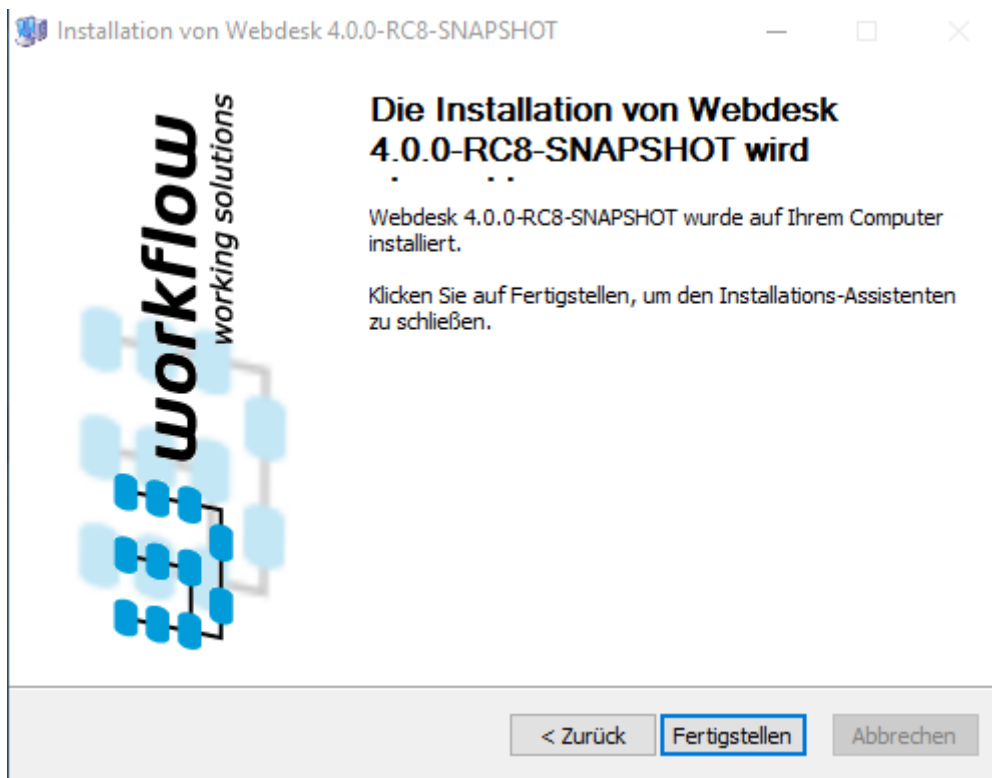 Installation von Webdesk 4.0.0-RC8-SNAPSHOT
workflow
working solutions
Die Installation von Webdesk
4.0.0-RC8-SNAPSHOT wird
Webdesk 4.0.0-RC8-SNAPSHOT wurde auf Ihrem Computer
installiert.
Klicken Sie auf Fertigstellen, um den Installations-Assistenten
zu schließen.
< Zurück
Fertigstellen
Abbrechen